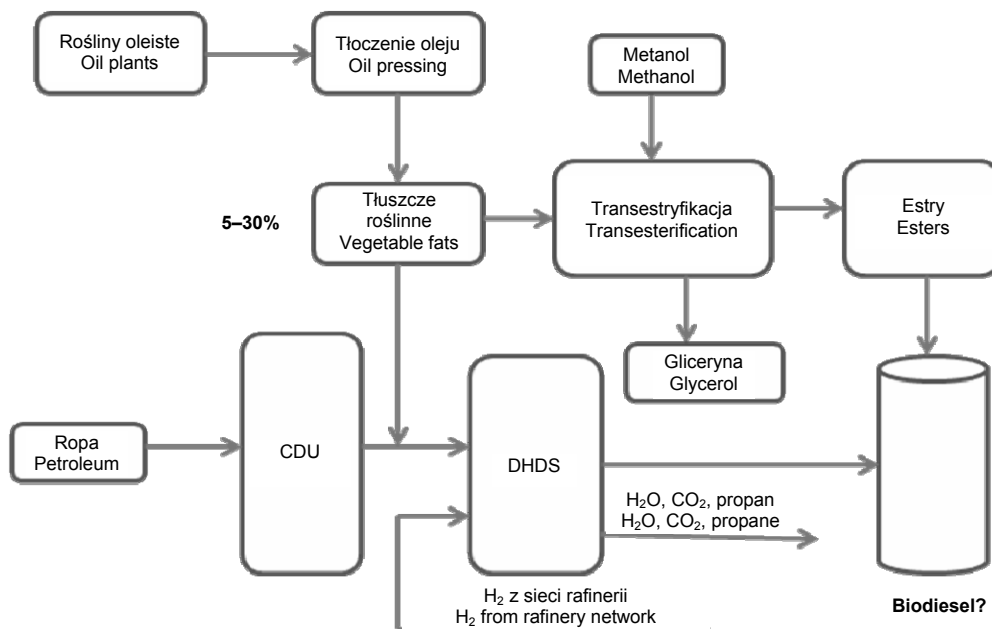 Rośliny oleiste
Oil plants
Tłoczenie oleju
Oil pressing
Metanol
Methanol
5–30%
Tłuszcze
roślinne
Vegetable fats
Transestryfikacja
Transesterification
Estry
Esters
Gliceryna
Glycerol
Ropa
Petroleum
CDU
DHDS
H₂O, CO₂, propan
H₂O, CO₂, propane
H₂ z sieci rafinerii
H₂ from rafinery network
Biodiesel?